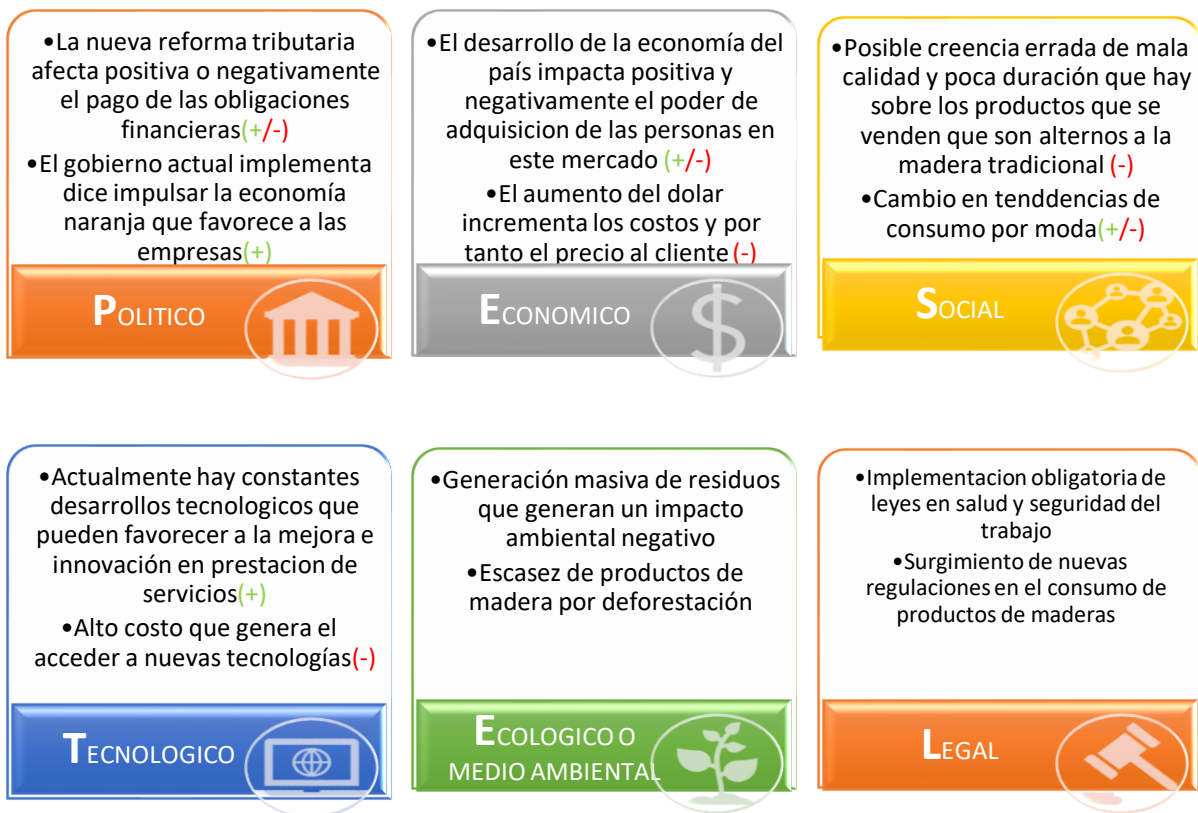 •La nueva reforma tributaria
afecta positiva o negativamente
el pago de las obligaciones
financieras(+/-)
•El gobierno actual implementa
dice impulsar la economía
naranja que favorece a las
empresas(+)
POLITICO
•El desarrollo de la economía del
país impacta positiva y
negativamente el poder de
adquisicion de las personas en
este mercado (+/-)
•El aumento del dolar
incrementa los costos y por
tanto el precio al cliente (-)
ECONOMICO
$
•Posible creencia errada de mala
calidad y poca duración que hay
sobre los productos que se
venden que son alternos a la
madera tradicional (-)
•Cambio en tenddencias de
consumo por moda(+/-)
SOCIAL
•Actualmente hay constantes
desarrollos tecnologicos que
pueden favorecer a la mejora e
innovación en prestacion de
servicios(+)
•Alto costo que genera el
acceder a nuevas tecnologías(-)
TECNOLOGICO
•Generación masiva de residuos
que generan un impacto
ambiental negativo
•Escasez de productos de
madera por deforestación
ECOLOGICO O
MEDIO AMBIENTAL
•Implementacion obligatoria de
leyes en salud y seguridad del
trabajo
•Surgimiento de nuevas
regulaciones en el consumo de
productos de maderas
LEGAL